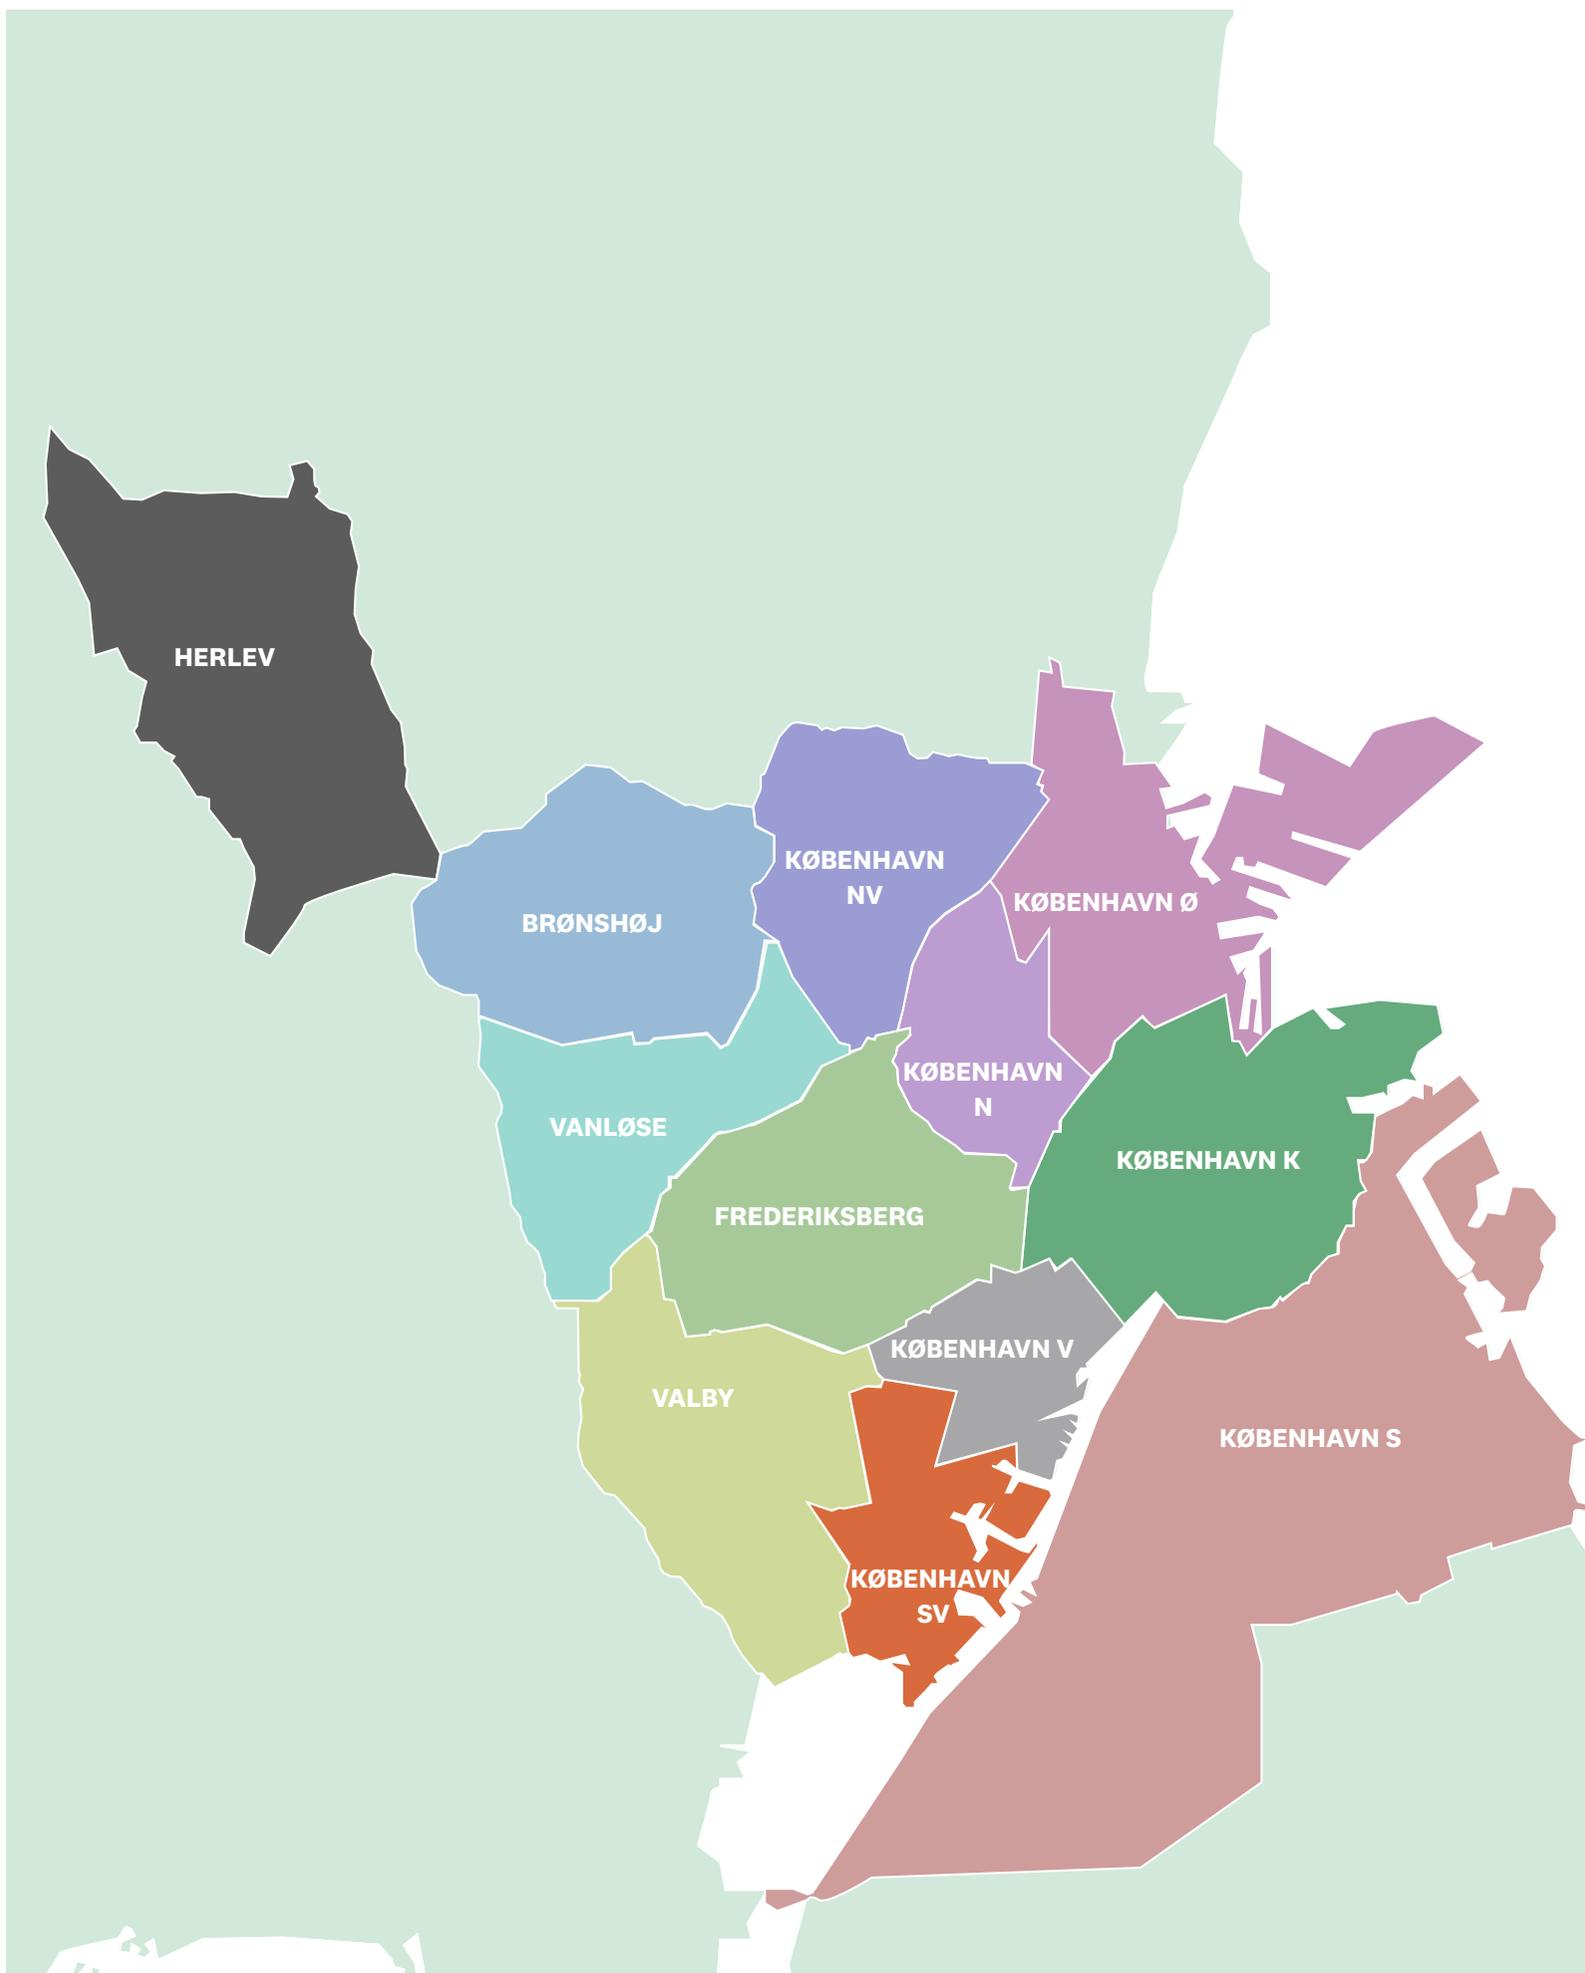 HERLEV
KØBENHAVN
NV
KØBENHAVN Ø
BRØNSHØJ
KØBENHAVN
N
VANLØSE
KØBENHAVN K
FREDERIKSBERG
KØBENHAVN V
VALBY
KØBENHAVN S
KØBENHAVN
SV